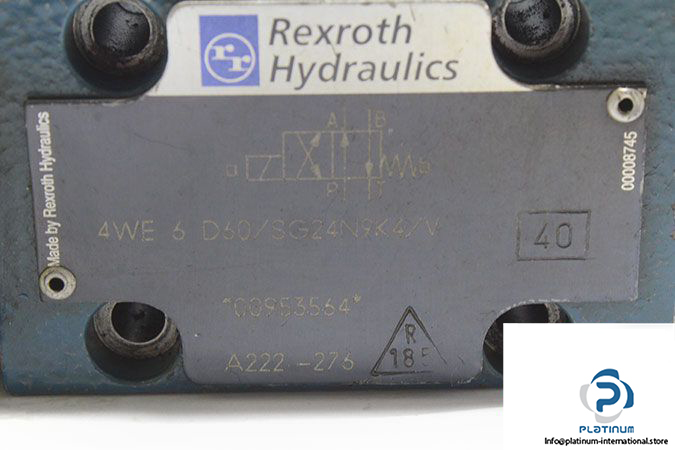 Rexroth
Hydraulics
Made by Rexroth Hydraulics
00008745
A B
P T
4WE 6 D60/SG24N9K4/V
40
*00953564*
A222-276
R
18
PLATINUM
Info@platinum-international.store